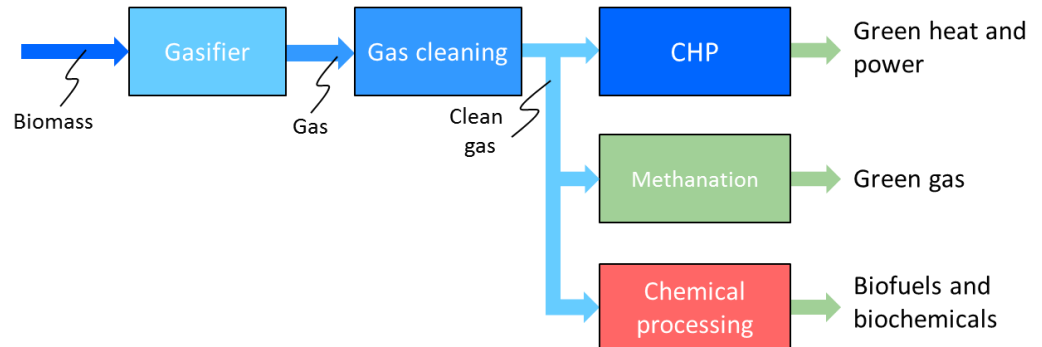 Gasifier
Gas cleaning
CHP
Green heat and
power
Biomass
Gas
Clean
gas
Methanation
Green gas
Chemical
processing
Biofuels and
biochemicals